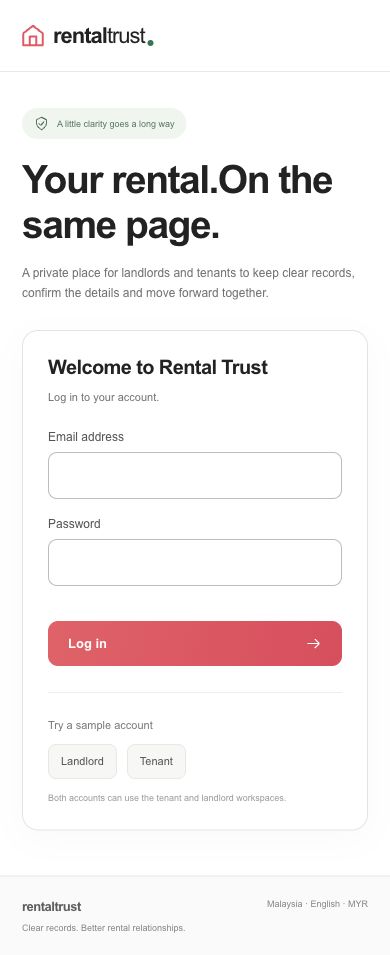 rentaltrust
A little clarity goes a long way
Your rental.On the
same page.
A private place for landlords and tenants to keep clear records,
confirm the details and move forward together.
Welcome to Rental Trust
Log in to your account.
Email address
Password
Log in →
Try a sample account
Landlord Tenant
Both accounts can use the tenant and landlord workspaces.
rentaltrust
Malaysia · English · MYR
Clear records. Better rental relationships.